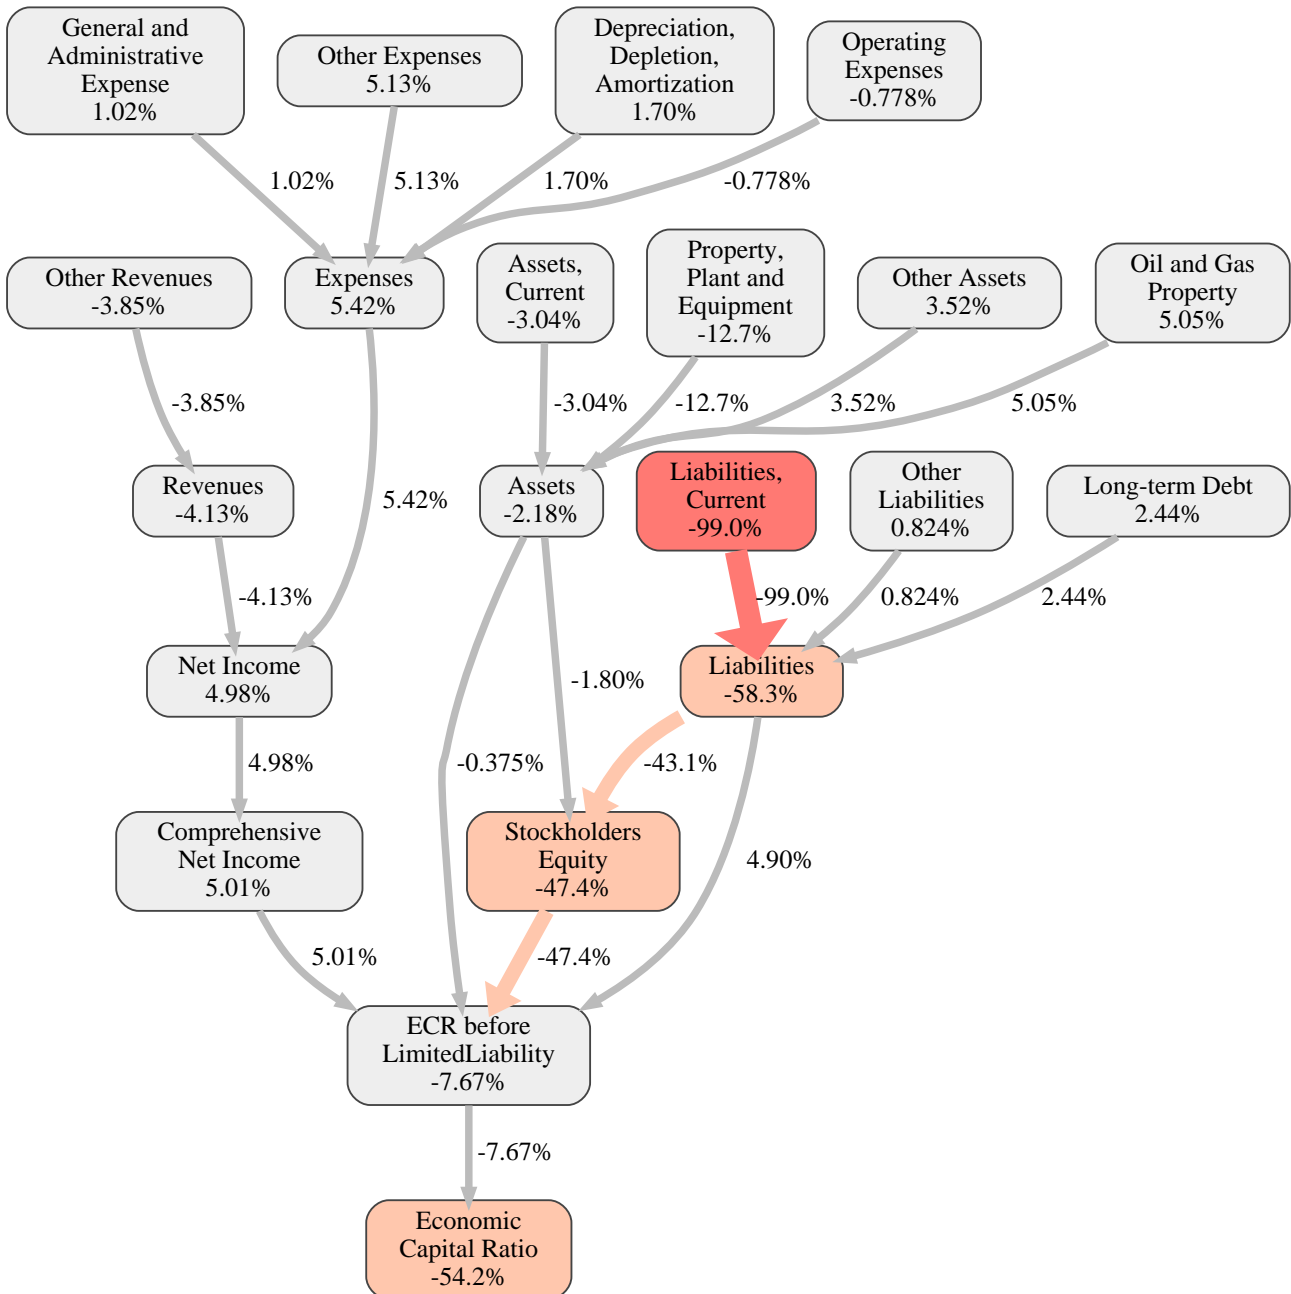 General and
Administrative
Expense
1.02%
Other Expenses
5.13%
Depreciation,
Depletion,
Amortization
1.70%
Operating
Expenses
-0.778%
1.02%
5.13%
1.70%
-0.778%
Other Revenues
-3.85%
Expenses
5.42%
Assets,
Current
-3.04%
Property,
Plant and
Equipment
-12.7%
Other Assets
3.52%
Oil and Gas
Property
5.05%
-3.85%
-3.04%
-12.7%
3.52%
5.05%
Revenues
-4.13%
5.42%
Assets
-2.18%
Liabilities,
Current
-99.0%
Other
Liabilities
0.824%
Long-term Debt
2.44%
-4.13%
-99.0%
0.824%
2.44%
Net Income
4.98%
-1.80%
Liabilities
-58.3%
4.98%
-0.375%
-43.1%
Comprehensive
Net Income
5.01%
Stockholders
Equity
-47.4%
4.90%
5.01%
-47.4%
ECR before
LimitedLiability
-7.67%
-7.67%
Economic
Capital Ratio
-54.2%